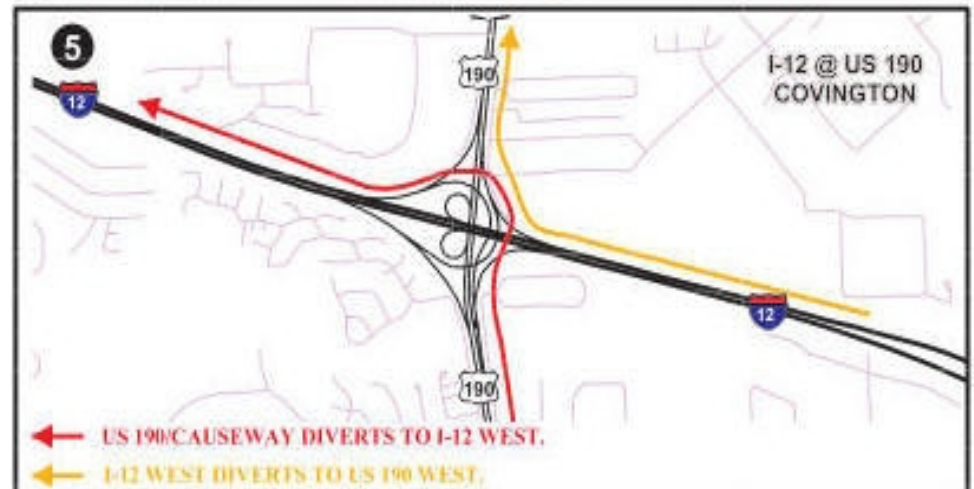 5
190
I-12 @ US 190
COVINGTON
12
12
190
US 190/CAUSEWAY DIVERTS TO I-12 WEST.
I-12 WEST DIVERTS TO US 190 WEST.